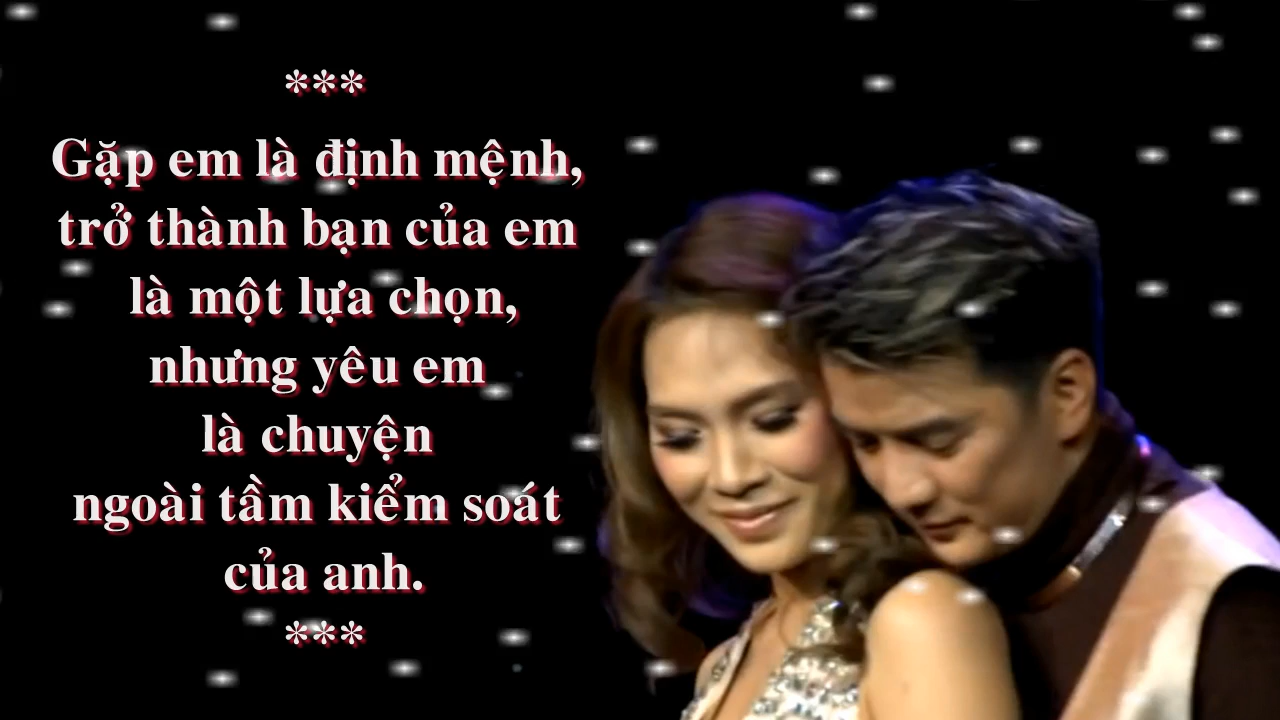 ***
Gặp em là định mệnh,
trở thành bạn của em
là một lựa chọn,
nhưng yêu em
là chuyện
ngoài tầm kiểm soát
của anh.
***